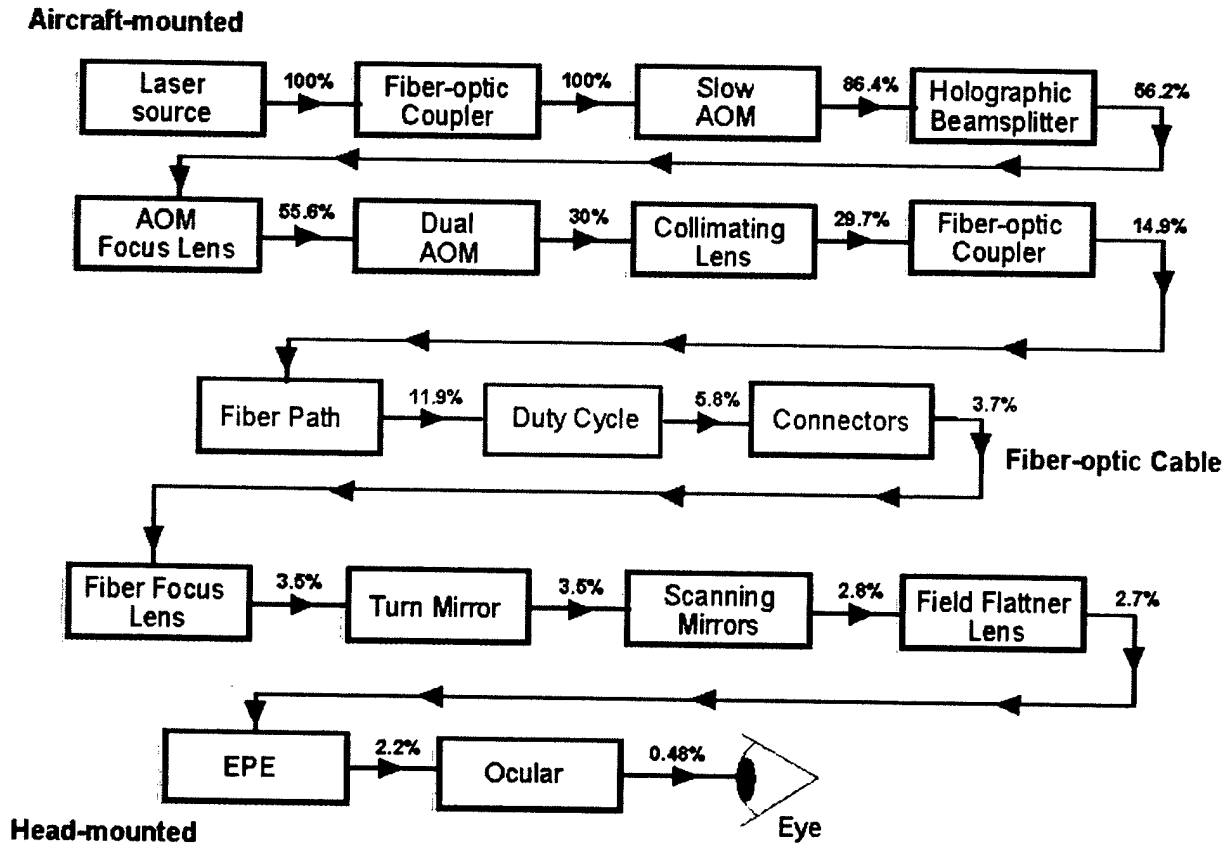 Aircraft-mounted
Laser
source
100%
Fiber-optic
Coupler
100%
Slow
AOM
86.4%
Holographic
Beamsplitter
56.2%
AOM
Focus Lens
55.6%
Dual
AOM
30%
Collimating
Lens
29.7%
Fiber-optic
Coupler
14.9%
Fiber Path
11.9%
Duty Cycle
5.8%
Connectors
3.7%
Fiber-optic Cable
Fiber Focus
Lens
3.5%
Turn Mirror
3.5%
Scanning
Mirrors
2.8%
Field Flattner
Lens
2.7%
EPE
2.2%
Ocular
0.48%
Eye
Head-mounted